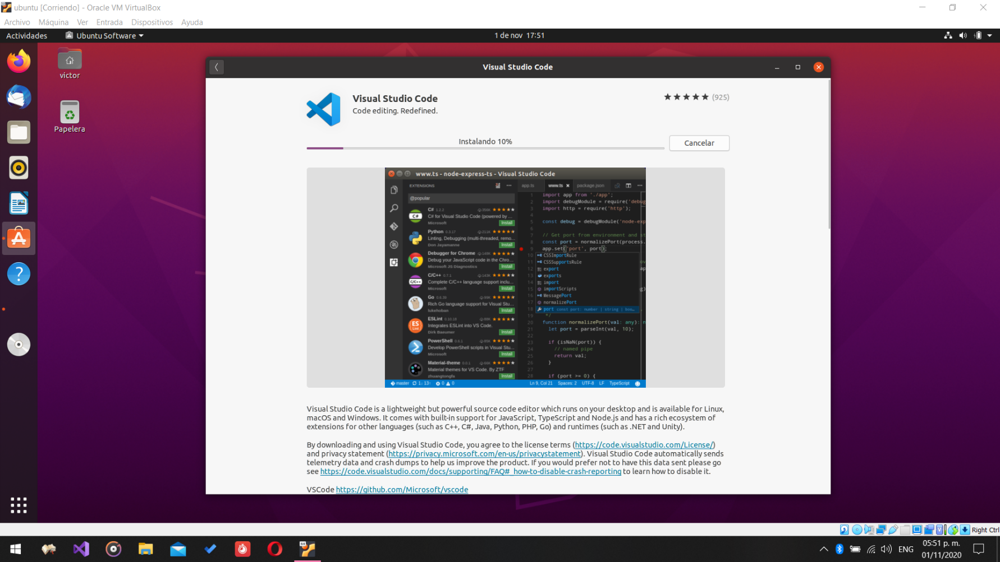 ubuntu [Corriendo] - Oracle VM VirtualBox
Archivo Máquina Ver Entrada Dispositivos Ayuda
Actividades Ubuntu Software 1 de nov 17:51
victor
Papelera
Visual Studio Code
Visual Studio Code
Code editing. Redefined.
(925)
Instalando 10%
Cancelar
www.ts - node-express-ts - Visual Studio Code
EXTENSIONS
@popular
C# 1.2.2 356K
C# for Visual Studio Code (powered by ...
Microsoft Install
Python 0.3.17 211K
Linting, Debugging (multi-threaded, remo...
Don Jayamanne Install
Debugger for Chrome 148K
Debug your JavaScript code in the Chro...
Microsoft JS Diagnostics Install
C/C++ 0.7.1 143K
Complete C/C++ language support inclu...
Microsoft Install
Go 0.6.39 99K
Rich Go language support for Visual Stu...
lukehoban Install
ESLint 0.10.18 88K
Integrates ESLint into VS Code.
Dirk Baeumer Install
PowerShell 0.6.1 85K
Develop PowerShell scripts in Visual Stu...
Microsoft Install
Material-theme 0.0.1 66K
Material themes for VS Code. By ZTF
zhuangtongfa Install
app.ts www.ts package.json
1 import app from './app';
2 import debugModule = require('debug
3 import http = require('http');
4
5 const debug = debugModule('node-exp
6
7 // Get port from environment and st
8 const port = normalizePort(process.
9 app.set('port', port);
10 CSSImportRule
11 CSSSupportsRule
12 export
13 exports
14 import
15 importScripts
16 MessagePort
17 normalizePort
18 port const port: number | string | boo...
19 */
20 function normalizePort(val: any): n
21 let port = parseInt(val, 10);
22
23 if (isNaN(port)) {
24 // named pipe
25 return val;
26 }
27
28 if (port >= 0) {
master 1↓ 13↑ 0 0 Ln 9, Col 21 Spaces: 2 UTF-8 LF TypeScript
Visual Studio Code is a lightweight but powerful source code editor which runs on your desktop and is available for Linux,
macOS and Windows. It comes with built-in support for JavaScript, TypeScript and Node.js and has a rich ecosystem of
extensions for other languages (such as C++, C#, Java, Python, PHP, Go) and runtimes (such as .NET and Unity).
By downloading and using Visual Studio Code, you agree to the license terms (https://code.visualstudio.com/License/)
and privacy statement (https://privacy.microsoft.com/en-us/privacystatement). Visual Studio Code automatically sends
telemetry data and crash dumps to help us improve the product. If you would prefer not to have this data sent please go
see https://code.visualstudio.com/docs/supporting/FAQ#_how-to-disable-crash-reporting to learn how to disable it.
VSCode https://github.com/Microsoft/vscode
Right Ctrl
ENG
05:51 p. m.
01/11/2020